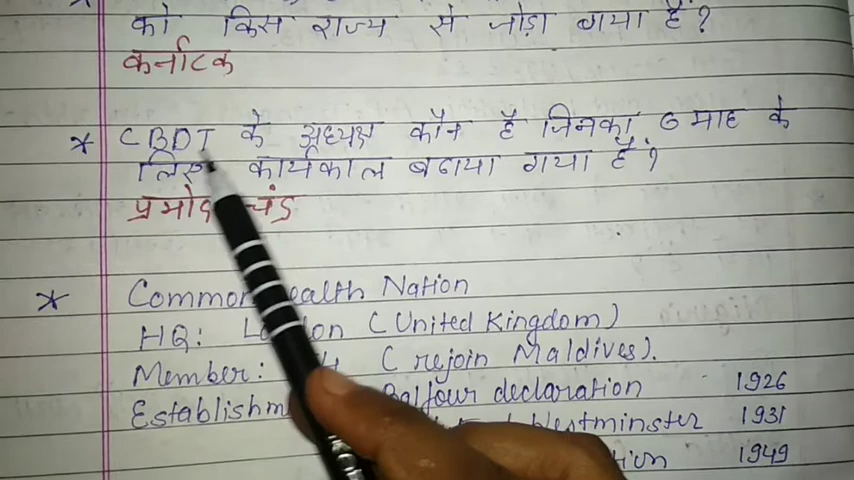 को किस राज्य से जोड़ा गया है?
कर्नाटक
* CBDT के अध्यक्ष कौन है जिनका 6 माह के
लिए कार्यकाल बढाया गया है?
प्रमोद चंद्र
* Commonwealth Nation
HQ: London (United Kingdom)
Member: (rejoin Maldives).
Balfour declaration 1926
Westminster 1931
1949